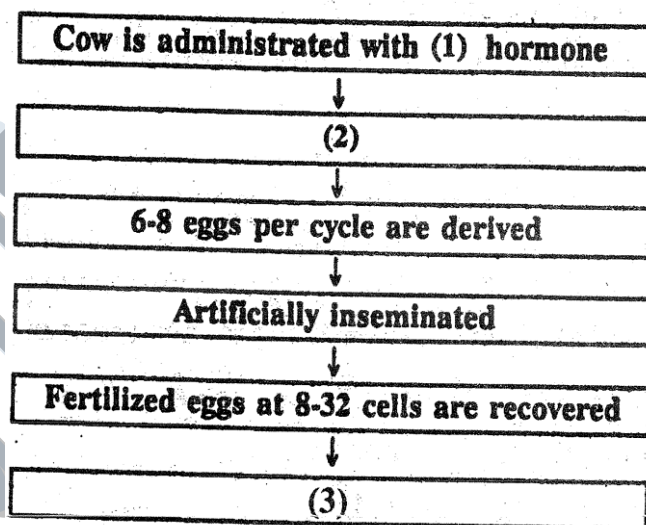 Cow is administrated with (1) hormone
(2)
6-8 eggs per cycle are derived
Artificially inseminated
Fertilized eggs at 8-32 cells are recovered
(3)